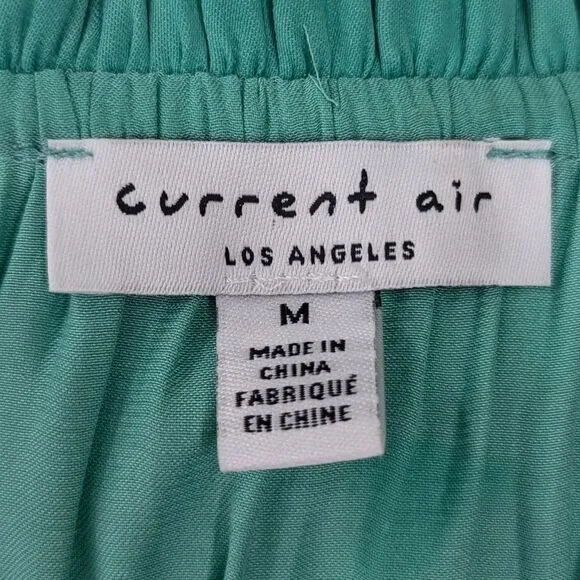 current air
LOS ANGELES
M
MADE IN
CHINA
FABRIQUÉ
EN CHINE